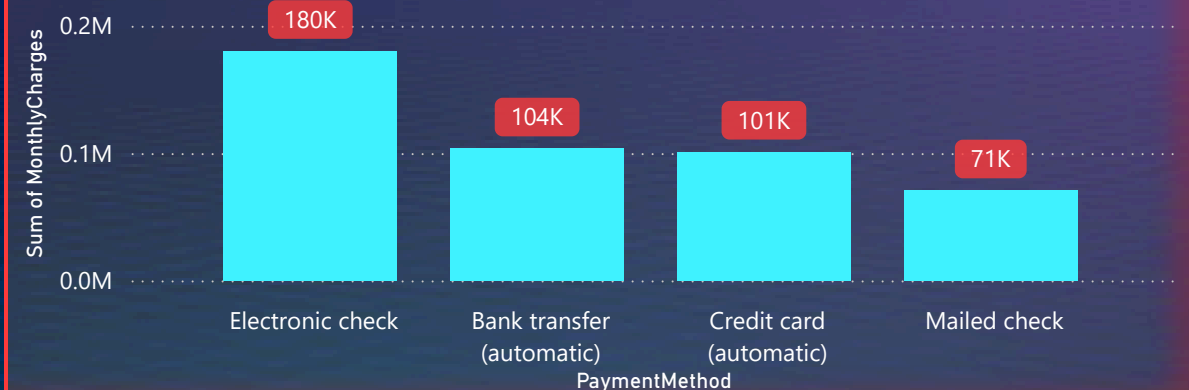 Sum of MonthlyCharges
0.2M
0.1M
0.0M
180K
104K
101K
71K
Electronic check
Bank transfer
(automatic)
Credit card
(automatic)
Mailed check
PaymentMethod